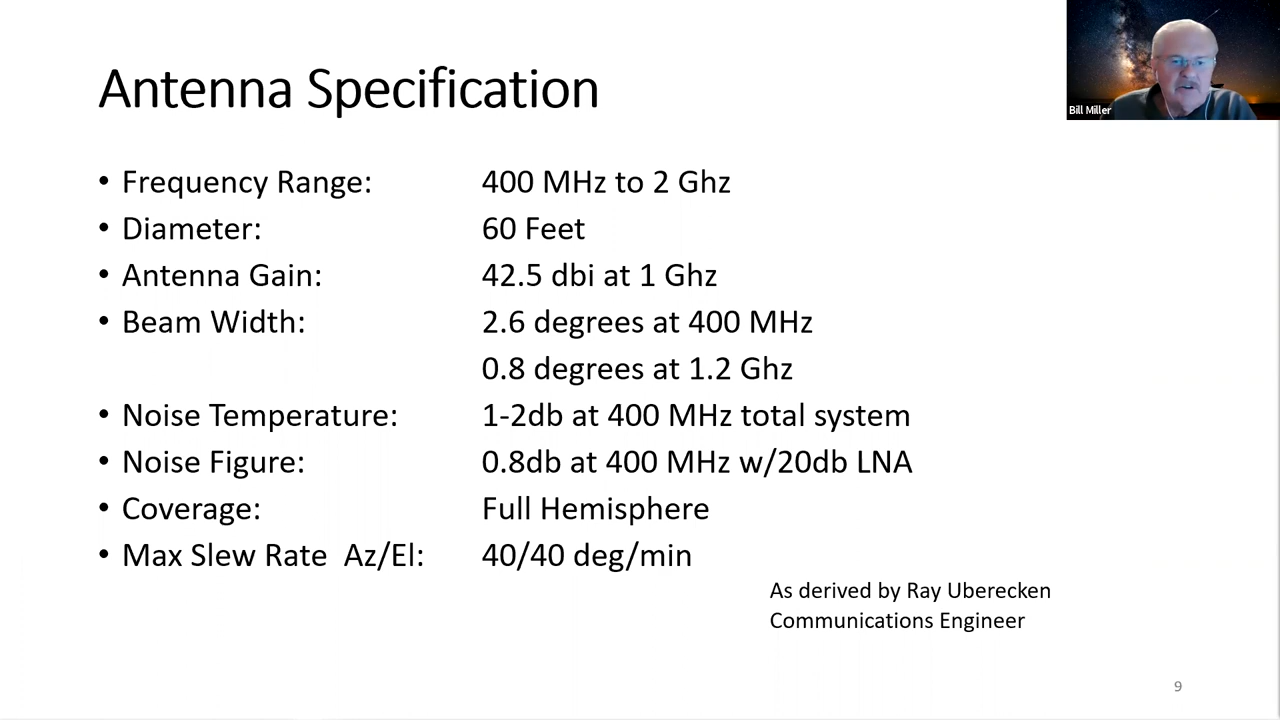 Antenna Specification
Bill Miller
• Frequency Range: 400 MHz to 2 Ghz
• Diameter: 60 Feet
• Antenna Gain: 42.5 dbi at 1 Ghz
• Beam Width: 2.6 degrees at 400 MHz
0.8 degrees at 1.2 Ghz
• Noise Temperature: 1-2db at 400 MHz total system
• Noise Figure: 0.8db at 400 MHz w/20db LNA
• Coverage: Full Hemisphere
• Max Slew Rate Az/El: 40/40 deg/min
As derived by Ray Uberecken
Communications Engineer
9